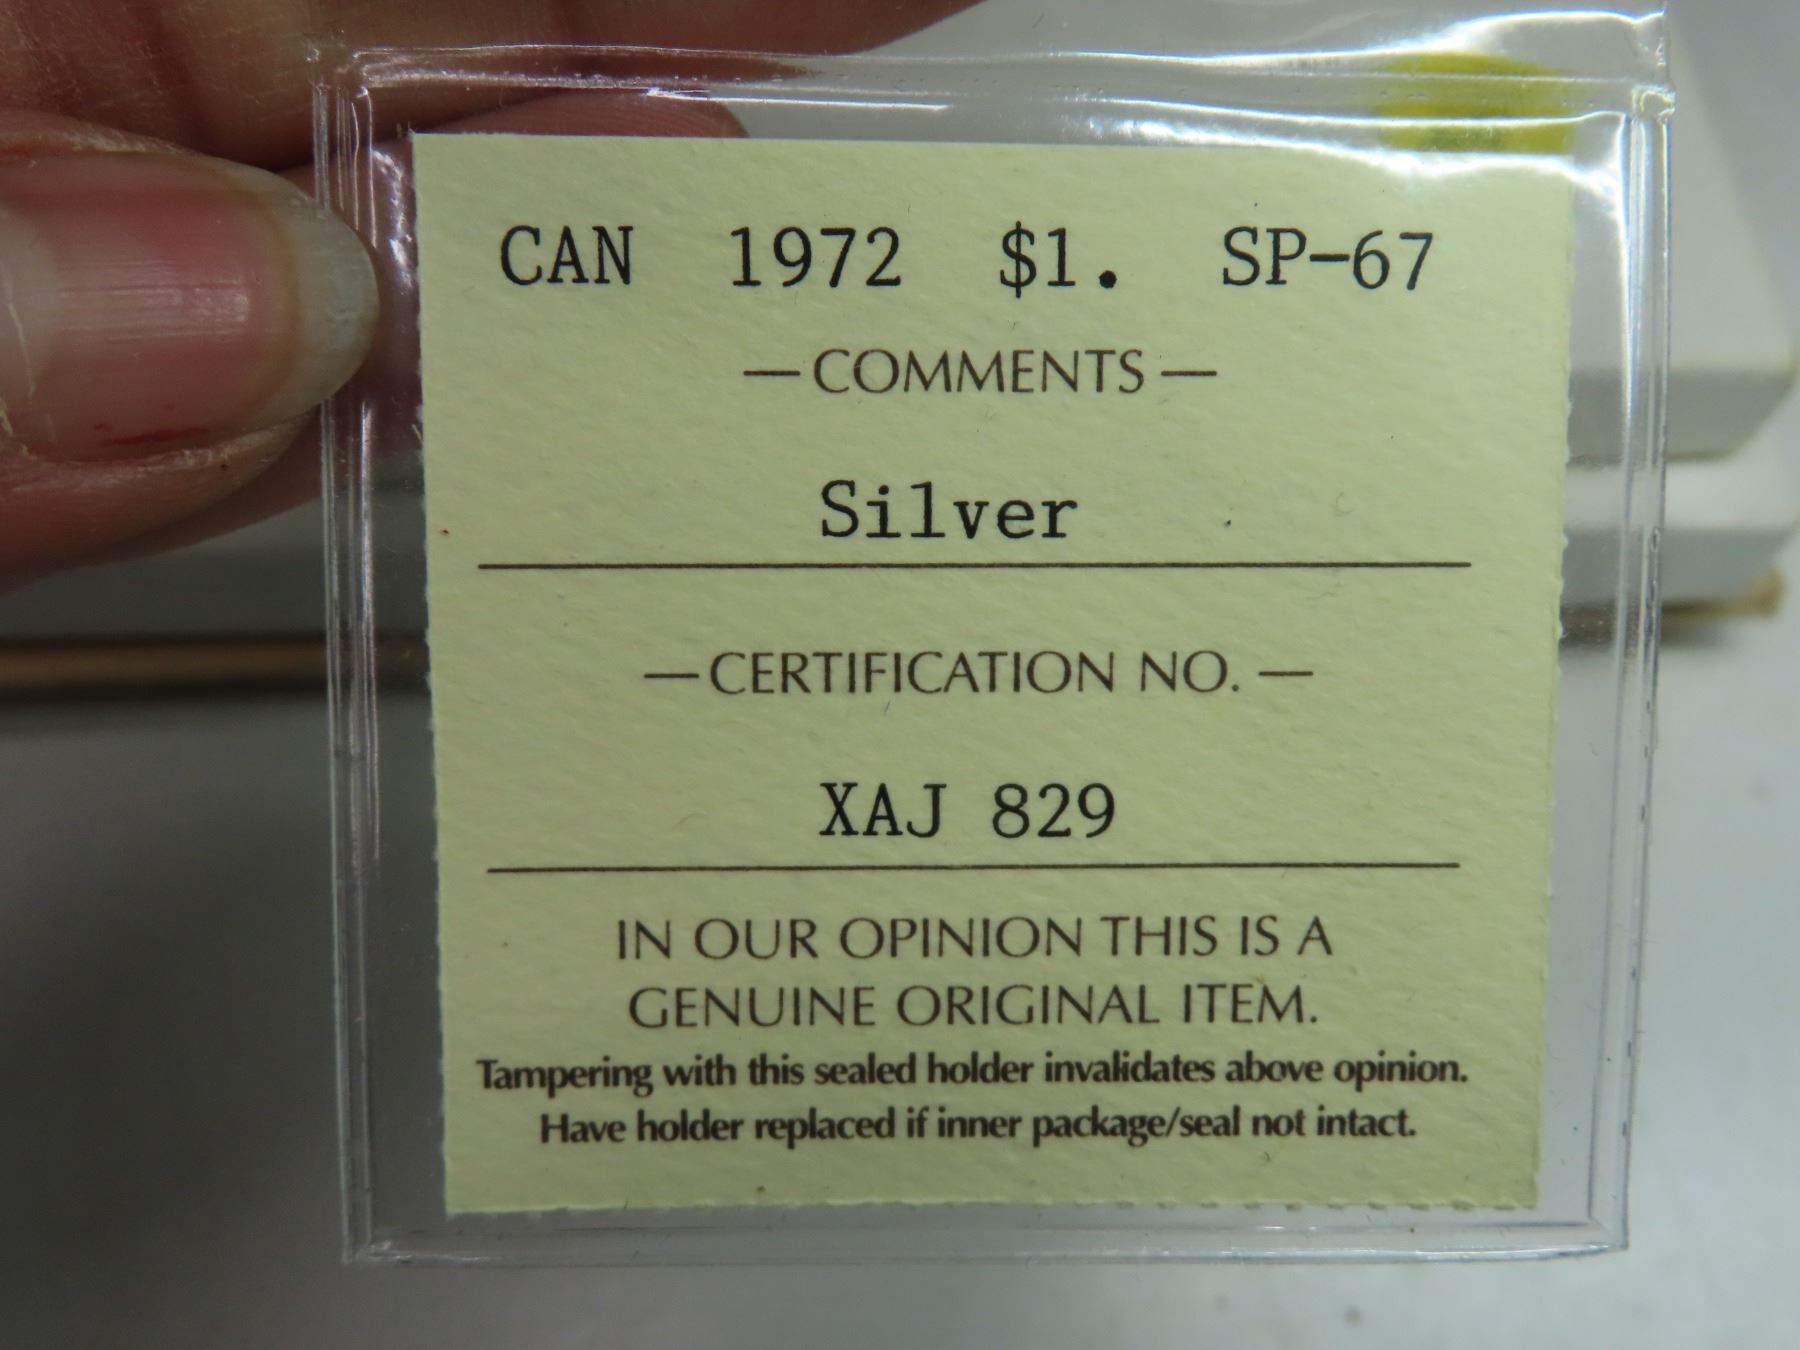 CAN 1972 $1. SP-67
—COMMENTS—
Silver
—CERTIFICATION NO.—
XAJ 829
IN OUR OPINION THIS IS A
GENUINE ORIGINAL ITEM.
Tampering with this sealed holder invalidates above opinion.
Have holder replaced if inner package/seal not intact.